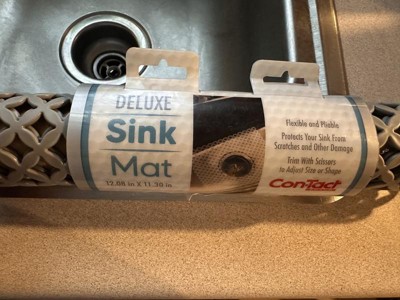 DELUXE
Sink
Mat
12.08 in X 11.30 in
Flexible and Pliable
Protects Your Sink From
Scratches and Other Damage
Trim With Scissors
to Adjust Size or Shape
Con-Tact